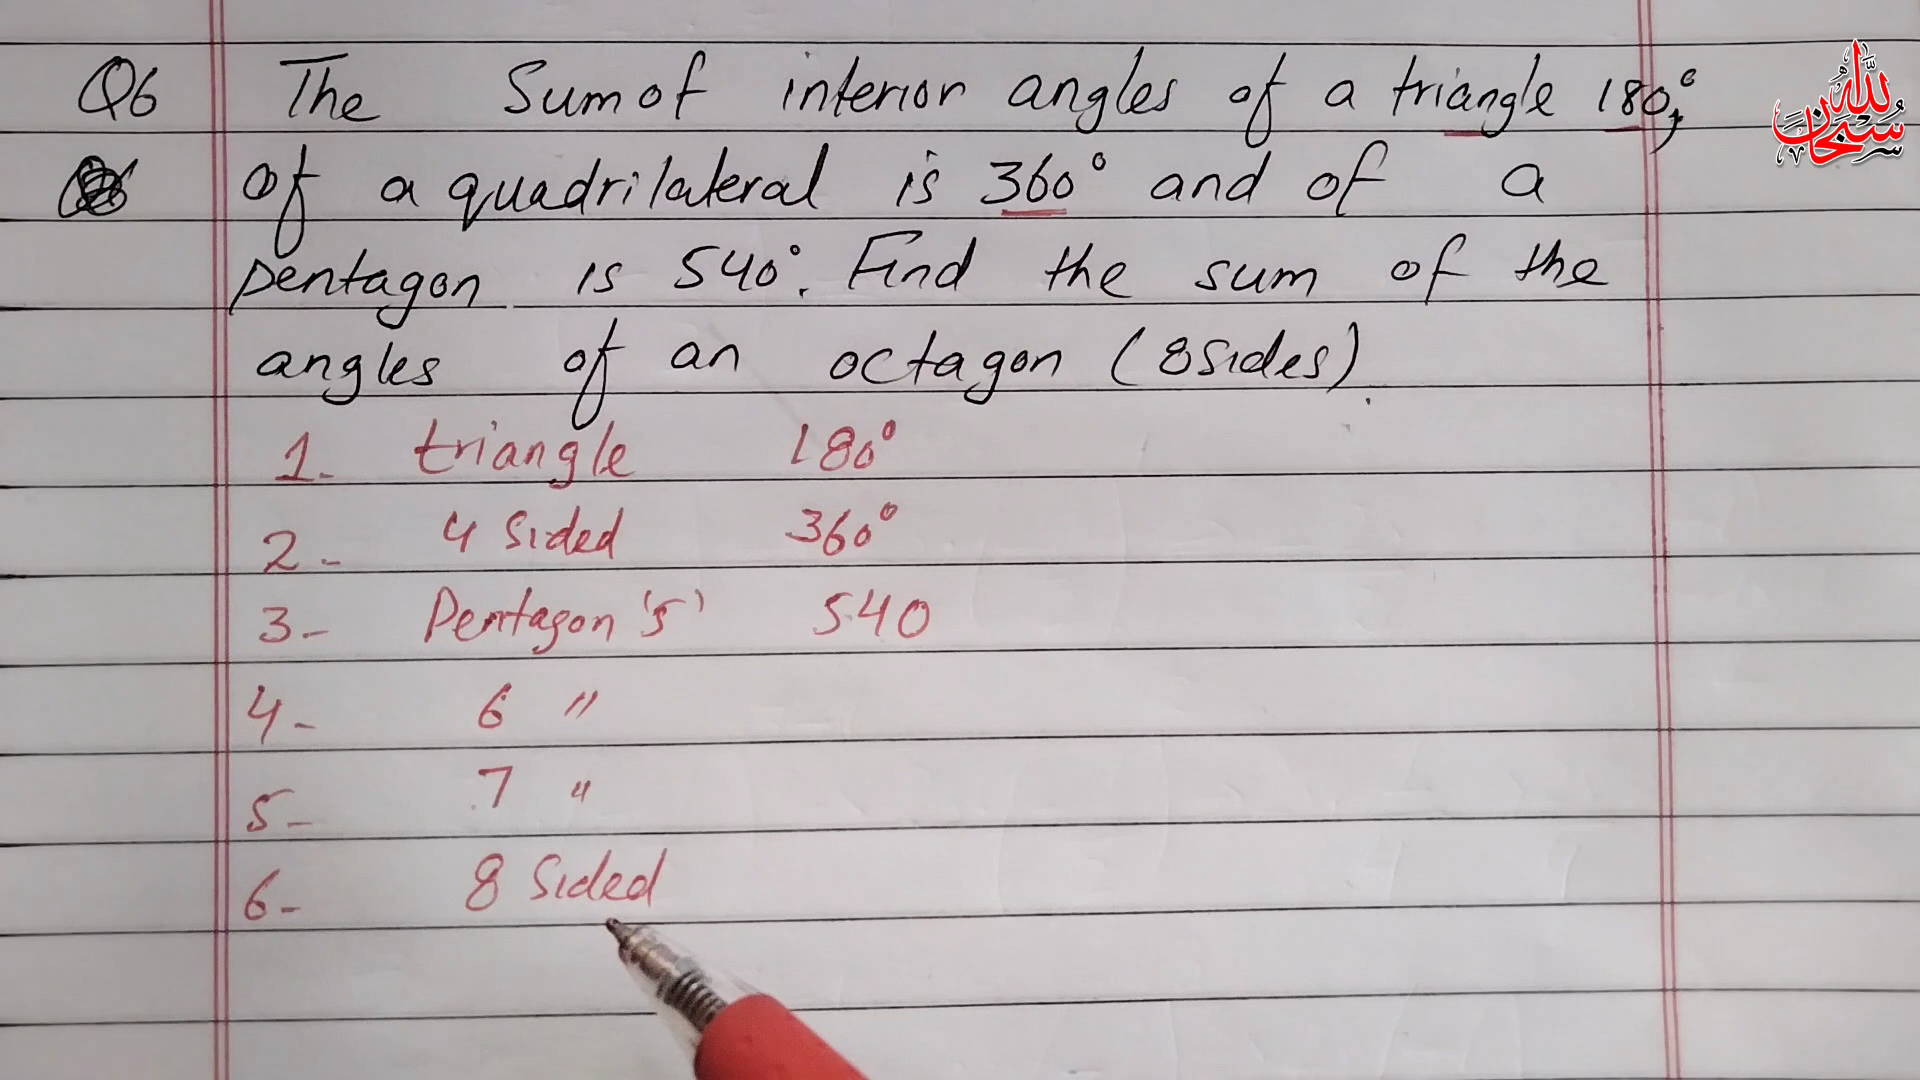 Q6 The Sum of interior angles of a triangle 180°,
of a quadrilateral is 360° and of a
pentagon is 540°. Find the sum of the
angles of an octagon (8 sides).
1- triangle 180°
2- 4 sided 360°
3- Pentagon '5' 540
4- 6 "
5- 7 "
6- 8 Sided
سُبْحَانَ اللّٰه